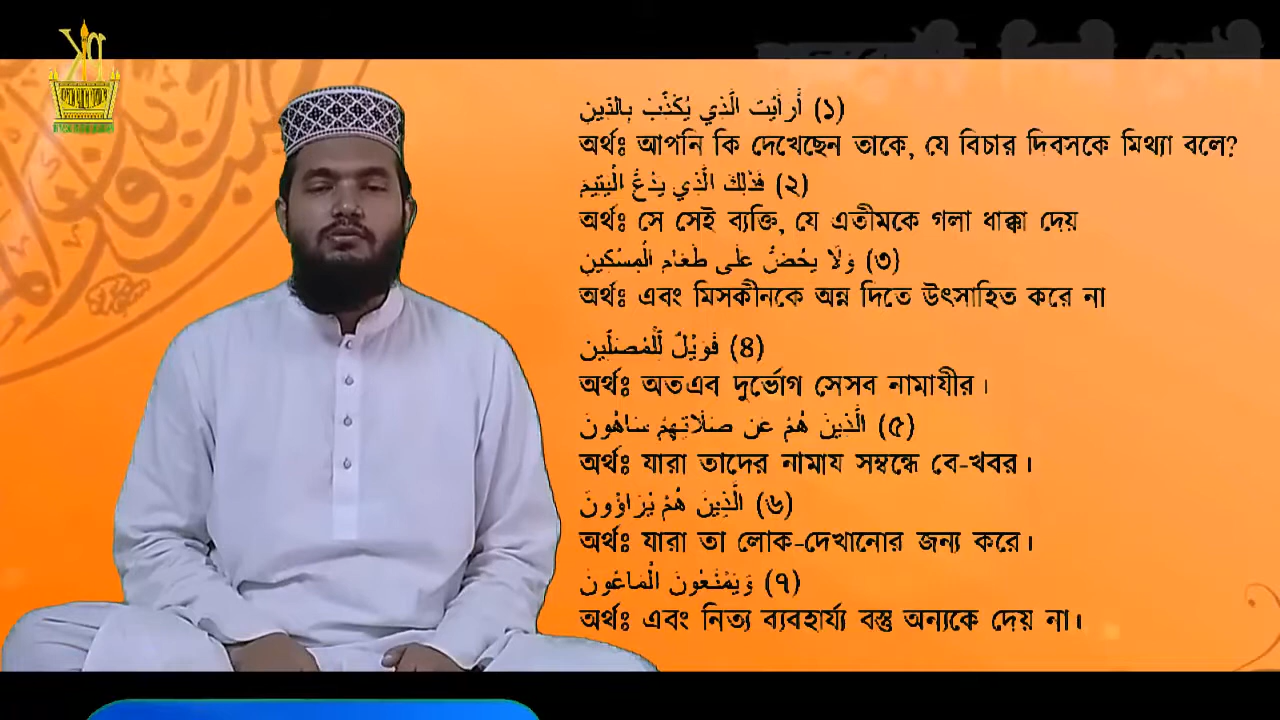 (١) أَرَأَيْتَ الَّذِي يُكَذِّبُ بِالدِّينِ
অর্থঃ আপনি কি দেখেছেন তাকে, যে বিচার দিবসকে মিথ্যা বলে?
(২) فَذَلِكَ الَّذِي يَدُعُّ الْيَتِيمَ
অর্থঃ সে সেই ব্যক্তি, যে এতীমকে গলা ধাক্কা দেয়
(৩) وَلَا يَحُضُّ عَلَى طَعَامِ الْمِسْكِينِ
অর্থঃ এবং মিসকীনকে অন্ন দিতে উৎসাহিত করে না
(৪) فَوَيْلٌ لِّلْمُصَلِّينَ
অর্থঃ অতএব দুর্ভোগ সেসব নামাযীর।
(৫) الَّذِينَ هُمْ عَن صَلَاتِهِمْ سَاهُونَ
অর্থঃ যারা তাদের নামায সম্বন্ধে বে-খবর।
(৬) الَّذِينَ هُمْ يُرَاؤُونَ
অর্থঃ যারা তা লোক-দেখানোর জন্য করে।
(৭) وَيَمْنَعُونَ الْمَاعُونَ
অর্থঃ এবং নিত্য ব্যবহার্য্য বস্তু অন্যকে দেয় না।